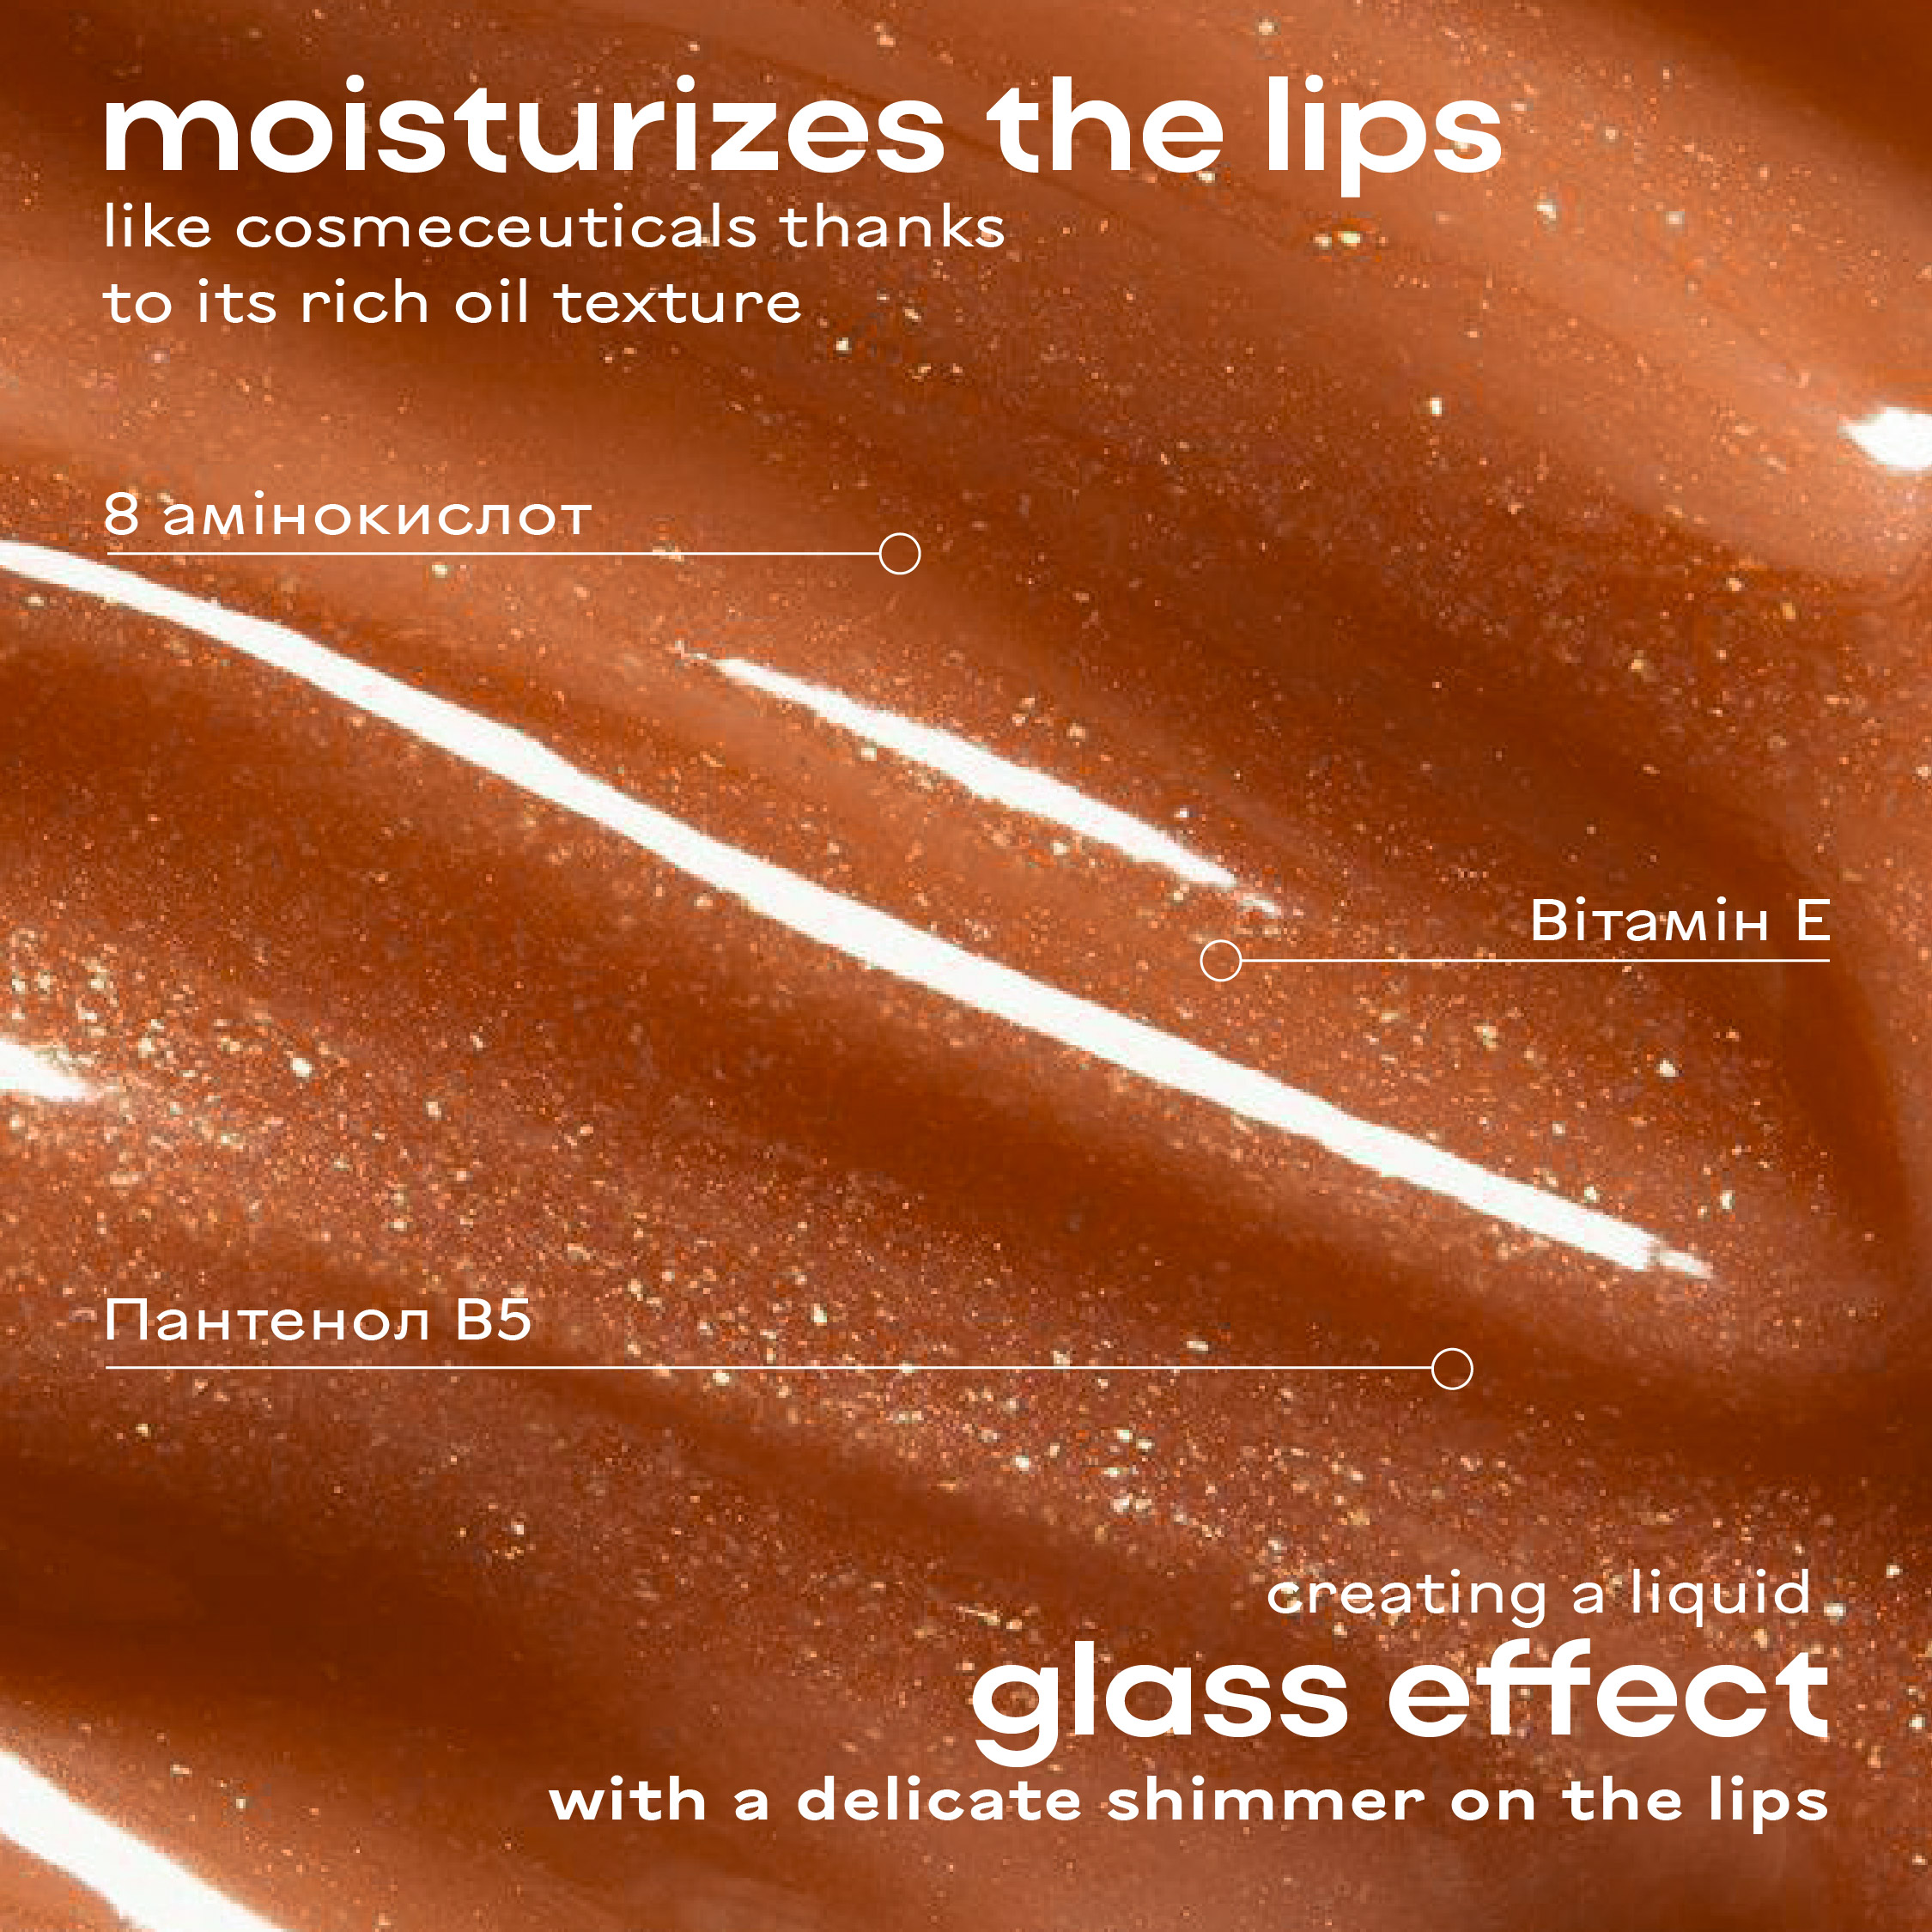 moisturizes the lips
like cosmeceuticals thanks
to its rich oil texture
8 амінокислот
Вітамін Е
Пантенол В5
creating a liquid
glass effect
with a delicate shimmer on the lips